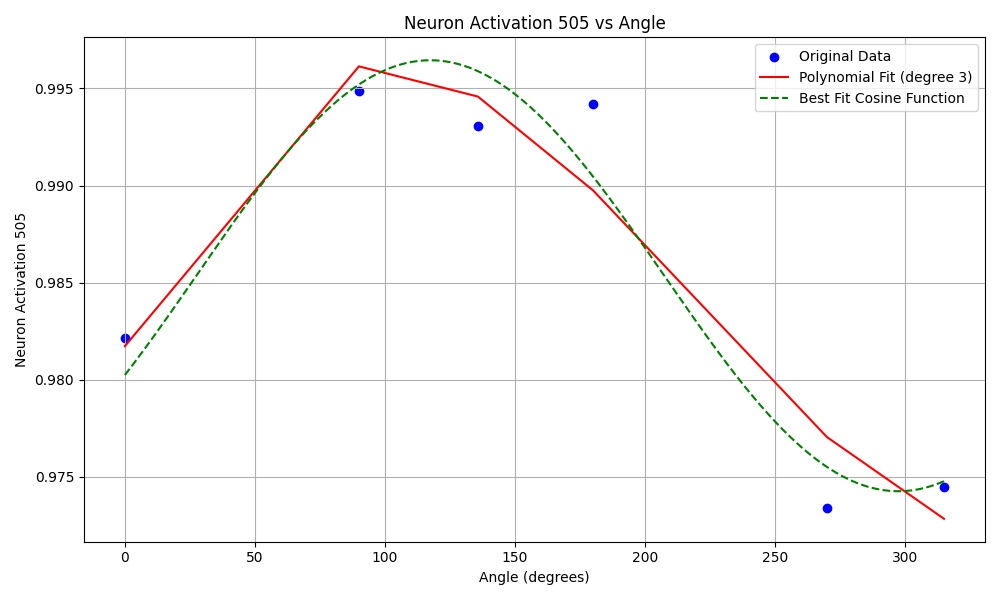 Neuron Activation 505 vs Angle
Original Data
Polynomial Fit (degree 3)
Best Fit Cosine Function
Neuron Activation 505
0.995
0.990
0.985
0.980
0.975
0 50 100 150 200 250 300
Angle (degrees)